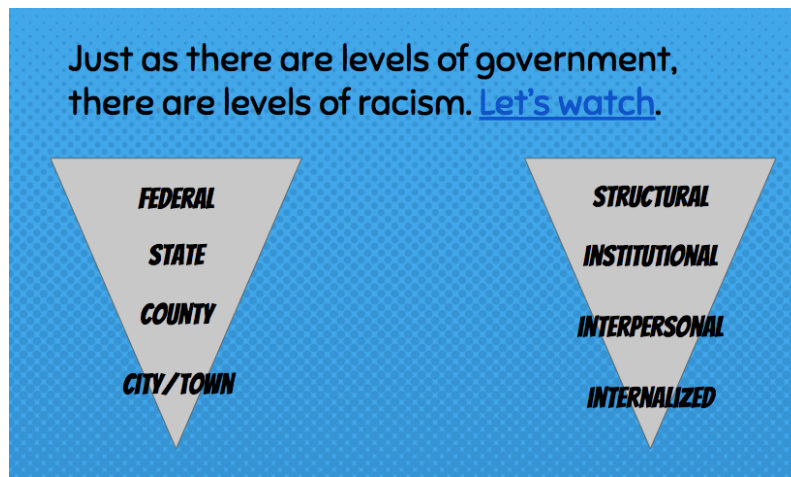 Just as there are levels of government,
there are levels of racism. Let's watch.
FEDERAL
STATE
COUNTY
CITY/TOWN
STRUCTURAL
INSTITUTIONAL
INTERPERSONAL
INTERNALIZED